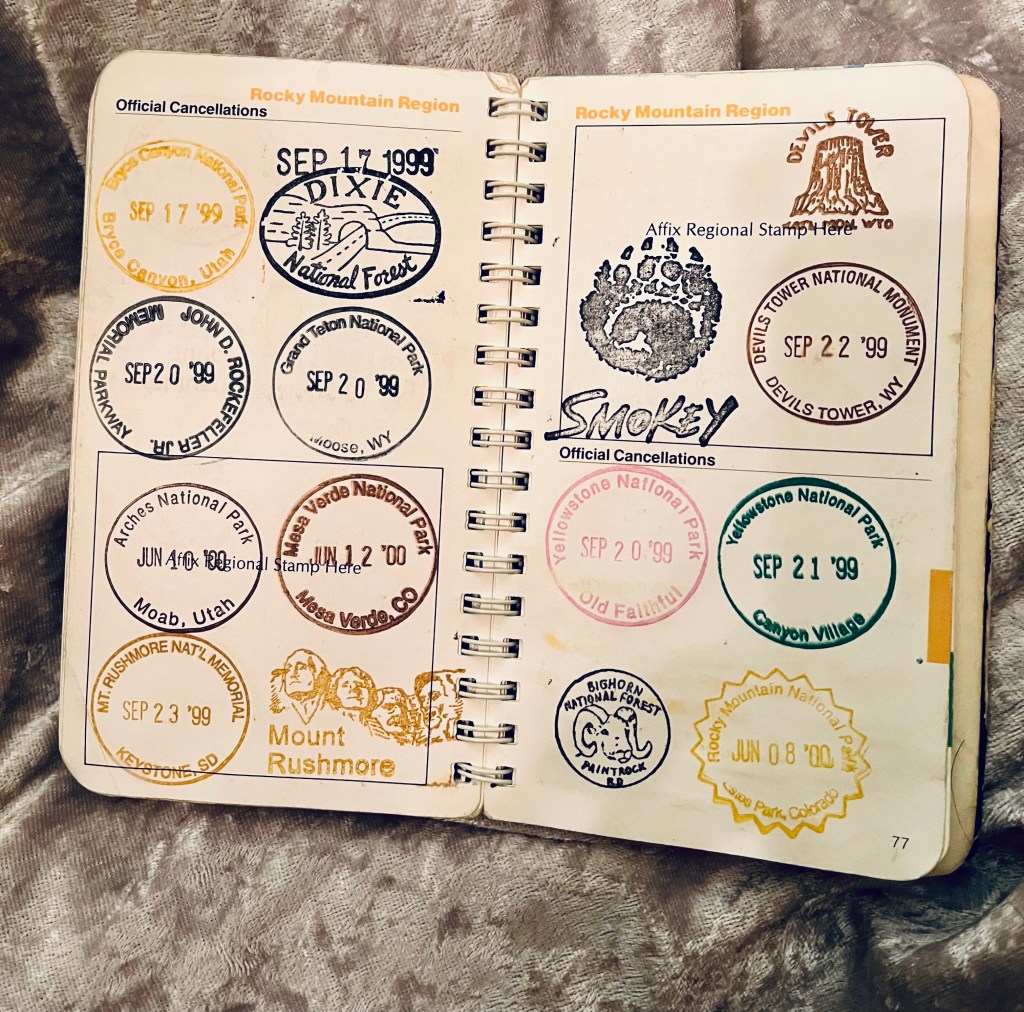 Rocky Mountain Region
Official Cancellations
Bryce Canyon National Park
SEP 17 '99
Bryce Canyon, Utah
SEP 17 1999
DIXIE
National Forest
JOHN D. ROCKEFELLER JR.
MEMORIAL PARKWAY
SEP 20 '99
Grand Teton National Park
SEP 20 '99
Moose, WY
Arches National Park
JUN 10 '00
Moab, Utah
Mesa Verde National Park
JUN 12 '00
Mesa Verde, CO
Affix Regional Stamp Here
MT. RUSHMORE NAT'L MEMORIAL
SEP 23 '99
KEYSTONE, SD
Mount
Rushmore
Rocky Mountain Region
DEVILS TOWER
WYO
Affix Regional Stamp Here
SMOKEY
DEVILS TOWER NATIONAL MONUMENT
SEP 22 '99
DEVILS TOWER, WY
Official Cancellations
Yellowstone National Park
SEP 20 '99
Old Faithful
Yellowstone National Park
SEP 21 '99
Canyon Village
BIGHORN
NATIONAL FOREST
PAINTROCK
R.D.
Rocky Mountain National Park
JUN 08 '00
Estes Park, Colorado
77